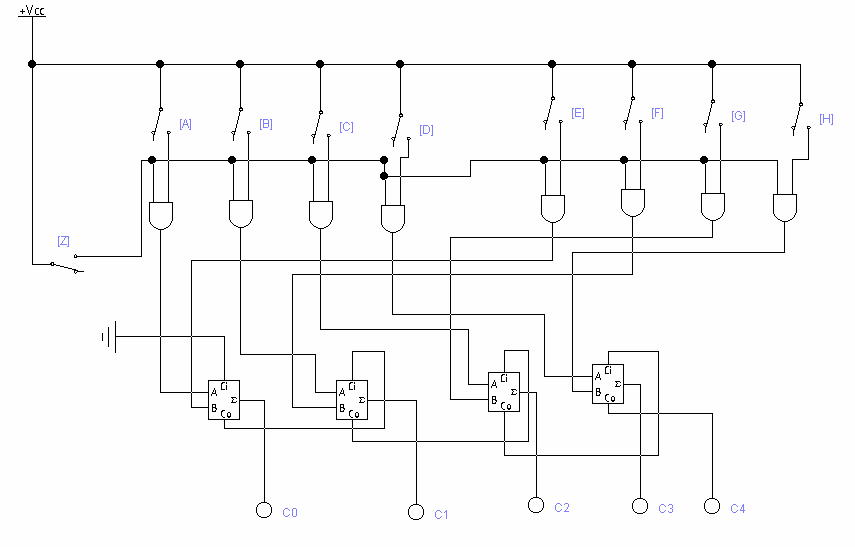 +Vcc
[A] [B] [C] [D] [E] [F] [G] [H]
[Z]
Ci A B Σ Co
Ci A B Σ Co
Ci A B Σ Co
Ci A B Σ Co
C0 C1 C2 C3 C4